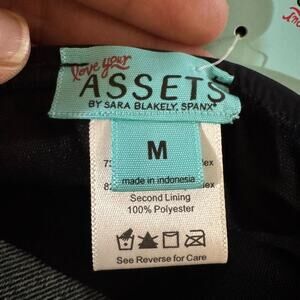 love your
ASSETS
BY SARA BLAKELY, SPANX®
M
made in indonesia
Second Lining
100% Polyester
See Reverse for Care